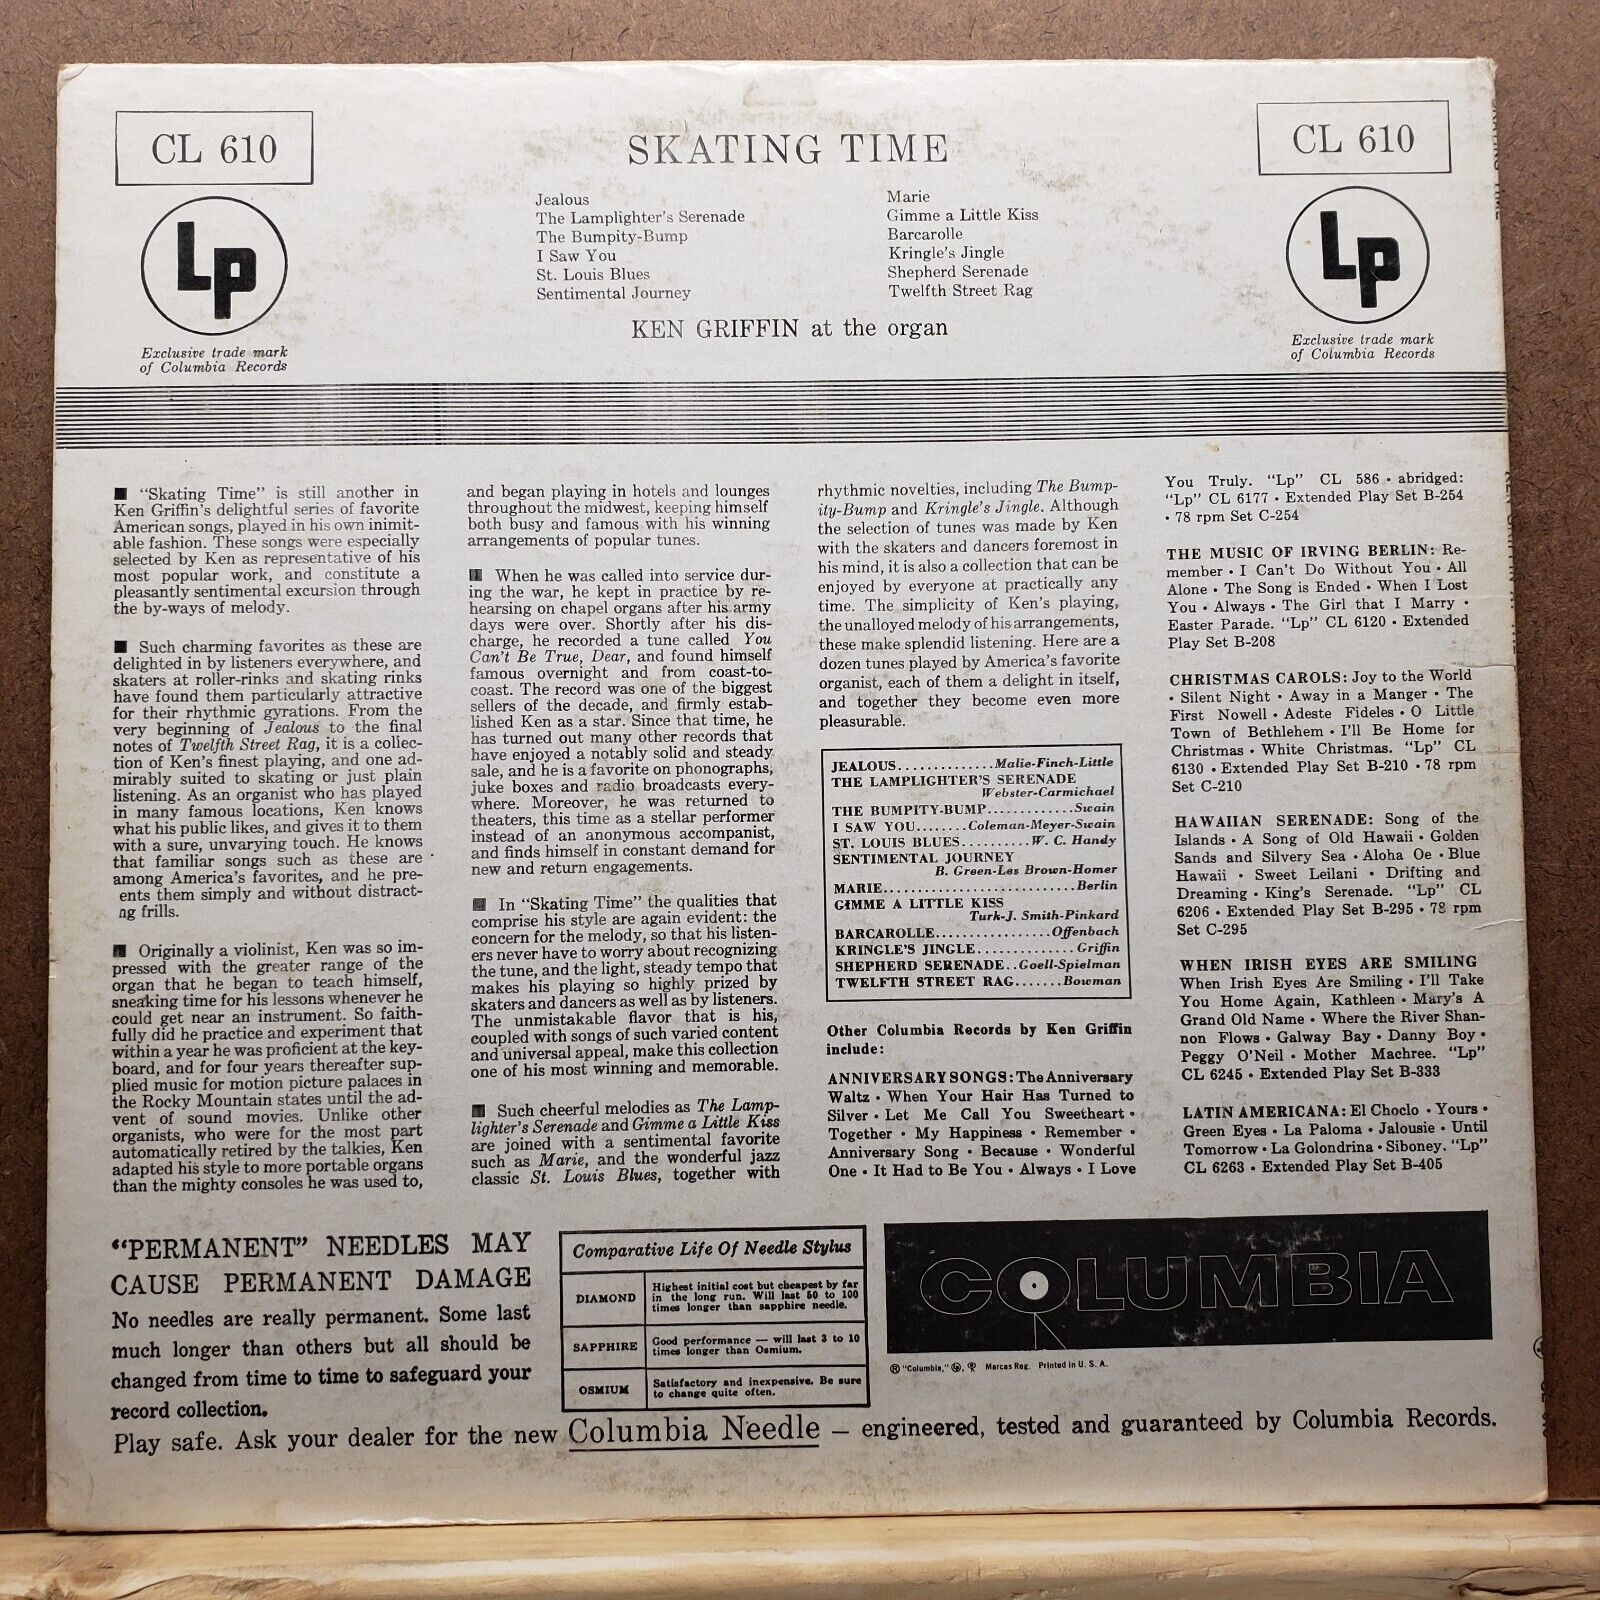 CL 610
SKATING TIME
CL 610
Jealous
The Lamplighter's Serenade
The Bumpity-Bump
I Saw You
St. Louis Blues
Sentimental Journey
Marie
Gimme a Little Kiss
Barcarolle
Kringle's Jingle
Shepherd Serenade
Twelfth Street Rag
KEN GRIFFIN at the organ
Lp
Exclusive trade mark
of Columbia Records
Lp
Exclusive trade mark
of Columbia Records
■ "Skating Time" is still another in
Ken Griffin's delightful series of favorite
American songs, played in his own inimit-
able fashion. These songs were especially
selected by Ken as representative of his
most popular work, and constitute a
pleasantly sentimental excursion through
the by-ways of melody.
■ Such charming favorites as these are
delighted in by listeners everywhere, and
skaters at roller-rinks and skating rinks
have found them particularly attractive
for their rhythmic gyrations. From the
very beginning of Jealous to the final
notes of Twelfth Street Rag, it is a collec-
tion of Ken's finest playing, and one ad-
mirably suited to skating or just plain
listening. As an organist who has played
in many famous locations, Ken knows
what his public likes, and gives it to them
with a sure, unvarying touch. He knows
that familiar songs such as these are
among America's favorites, and he pre-
ents them simply and without distract-
ng frills.
■ Originally a violinist, Ken was so im-
pressed with the greater range of the
organ that he began to teach himself,
sneaking time for his lessons whenever he
could get near an instrument. So faith-
fully did he practice and experiment that
within a year he was proficient at the key-
board, and for four years thereafter sup-
plied music for motion picture palaces in
the Rocky Mountain states until the ad-
vent of sound movies. Unlike other
organists, who were for the most part
automatically retired by the talkies, Ken
adapted his style to more portable organs
than the mighty consoles he was used to,
and began playing in hotels and lounges
throughout the midwest, keeping himself
both busy and famous with his winning
arrangements of popular tunes.
■ When he was called into service dur-
ing the war, he kept in practice by re-
hearsing on chapel organs after his army
days were over. Shortly after his dis-
charge, he recorded a tune called You
Can't Be True, Dear, and found himself
famous overnight and from coast-to-
coast. The record was one of the biggest
sellers of the decade, and firmly estab-
lished Ken as a star. Since that time, he
has turned out many other records that
have enjoyed a notably solid and steady
sale, and he is a favorite on phonographs,
juke boxes and radio broadcasts every-
where. Moreover, he was returned to
theaters, this time as a stellar performer
instead of an anonymous accompanist,
and finds himself in constant demand for
new and return engagements.
■ In "Skating Time" the qualities that
comprise his style are again evident: the
concern for the melody, so that his listen-
ers never have to worry about recognizing
the tune, and the light, steady tempo that
makes his playing so highly prized by
skaters and dancers as well as by listeners.
The unmistakable flavor that is his,
coupled with songs of such varied content
and universal appeal, make this collection
one of his most winning and memorable.
■ Such cheerful melodies as The Lamp-
lighter's Serenade and Gimme a Little Kiss
are joined with a sentimental favorite
such as Marie, and the wonderful jazz
classic St. Louis Blues, together with
rhythmic novelties, including The Bump-
ity-Bump and Kringle's Jingle. Although
the selection of tunes was made by Ken
with the skaters and dancers foremost in
his mind, it is also a collection that can be
enjoyed by everyone at practically any
time. The simplicity of Ken's playing,
the unalloyed melody of his arrangements,
these make splendid listening. Here are a
dozen tunes played by America's favorite
organist, each of them a delight in itself,
and together they become even more
pleasurable.
JEALOUS.............Malie-Finch-Little
THE LAMPLIGHTER'S SERENADE
Webster-Carmichael
THE BUMPITY-BUMP............Swain
I SAW YOU........Coleman-Meyer-Swain
ST. LOUIS BLUES..........W. C. Handy
SENTIMENTAL JOURNEY
B. Green-Les Brown-Homer
MARIE...........................Berlin
GIMME A LITTLE KISS
Turk-J. Smith-Pinkard
BARCAROLLE.................Offenbach
KRINGLE'S JINGLE..............Griffin
SHEPHERD SERENADE..Goell-Spielman
TWELFTH STREET RAG.......Bowman
Other Columbia Records by Ken Griffin
include:
ANNIVERSARY SONGS: The Anniversary
Waltz • When Your Hair Has Turned to
Silver • Let Me Call You Sweetheart •
Together • My Happiness • Remember •
Anniversary Song • Because • Wonderful
One • It Had to Be You • Always • I Love
You Truly. "Lp" CL 586 • abridged:
"Lp" CL 6177 • Extended Play Set B-254
• 78 rpm Set C-254
THE MUSIC OF IRVING BERLIN: Re-
member • I Can't Do Without You • All
Alone • The Song is Ended • When I Lost
You • Always • The Girl that I Marry •
Easter Parade. "Lp" CL 6120 • Extended
Play Set B-208
CHRISTMAS CAROLS: Joy to the World
• Silent Night • Away in a Manger • The
First Nowell • Adeste Fideles • O Little
Town of Bethlehem • I'll Be Home for
Christmas • White Christmas. "Lp" CL
6130 • Extended Play Set B-210 • 78 rpm
Set C-210
HAWAIIAN SERENADE: Song of the
Islands • A Song of Old Hawaii • Golden
Sands and Silvery Sea • Aloha Oe • Blue
Hawaii • Sweet Leilani • Drifting and
Dreaming • King's Serenade. "Lp" CL
6206 • Extended Play Set B-295 • 78 rpm
Set C-295
WHEN IRISH EYES ARE SMILING
When Irish Eyes Are Smiling • I'll Take
You Home Again, Kathleen • Mary's A
Grand Old Name • Where the River Shan-
non Flows • Galway Bay • Danny Boy •
Peggy O'Neil • Mother Machree. "Lp"
CL 6245 • Extended Play Set B-333
LATIN AMERICANA: El Choclo • Yours •
Green Eyes • La Paloma • Jalousie • Until
Tomorrow • La Golondrina • Siboney. "Lp"
CL 6263 • Extended Play Set B-405
"PERMANENT" NEEDLES MAY
CAUSE PERMANENT DAMAGE
No needles are really permanent. Some last
much longer than others but all should be
changed from time to time to safeguard your
record collection.
Comparative Life Of Needle Stylus
DIAMOND
Highest initial cost but cheapest by far
in the long run. Will last 50 to 100
times longer than sapphire needle.
SAPPHIRE
Good performance — will last 3 to 10
times longer than Osmium.
OSMIUM
Satisfactory and inexpensive. Be sure
to change quite often.
COLUMBIA
® "Columbia," Marcas Reg. Printed in U. S. A.
Play safe. Ask your dealer for the new Columbia Needle — engineered, tested and guaranteed by Columbia Records.